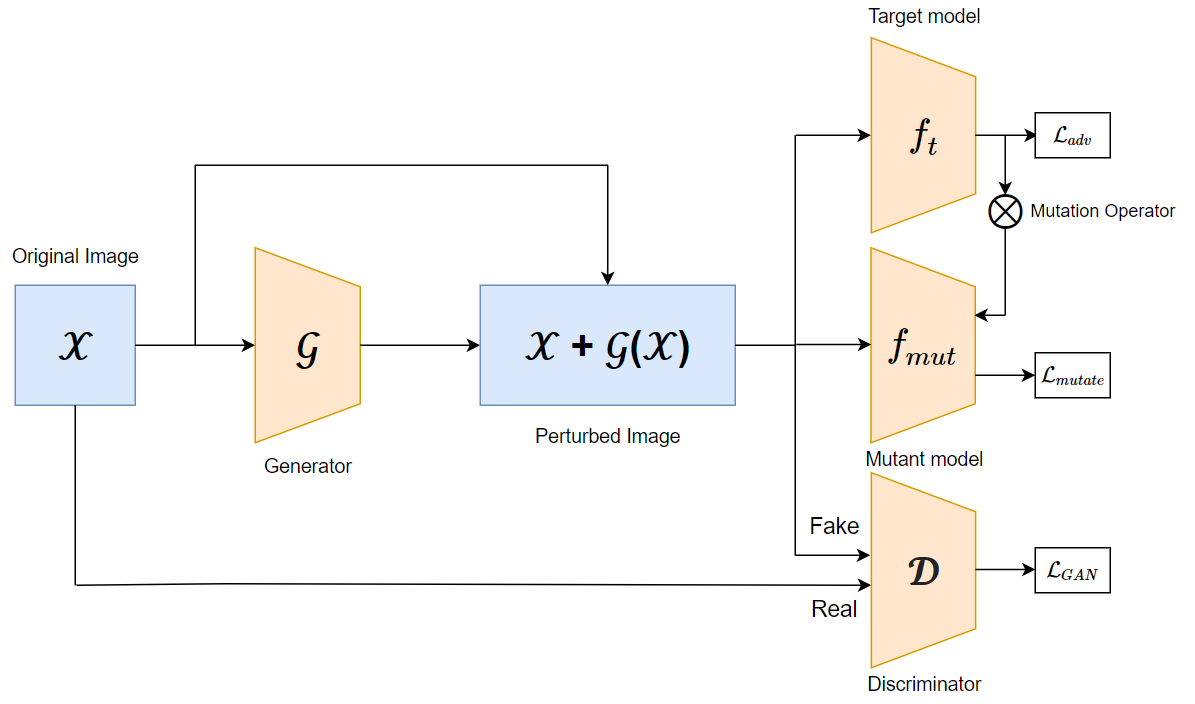 Target model
f_t
ℒ_adv
Mutation Operator
Original Image
𝒳
𝒢
𝒳 + 𝒢(𝒳)
f_mut
ℒ_mutate
Perturbed Image
Generator
Mutant model
Fake
𝒟
ℒ_GAN
Real
Discriminator